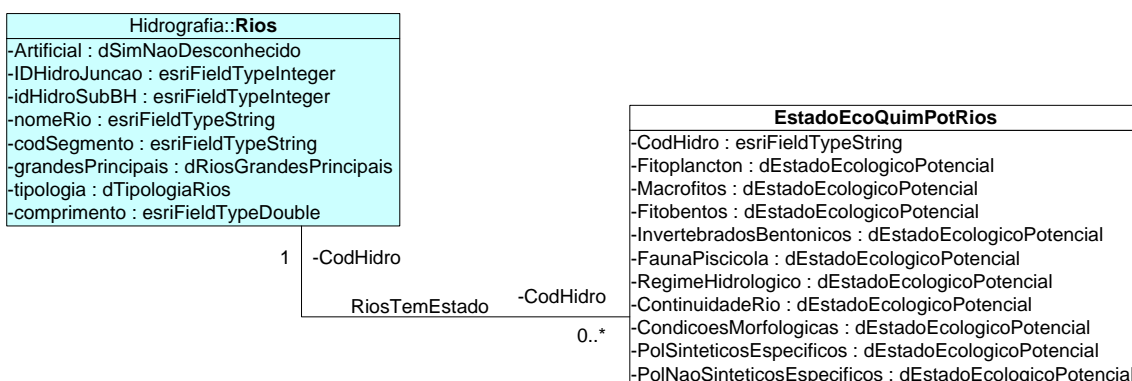 Hidrografia::Rios
-Artificial : dSimNaoDesconhecido
-IDHidroJuncao : esriFieldTypeInteger
-idHidroSubBH : esriFieldTypeInteger
-nomeRio : esriFieldTypeString
-codSegmento : esriFieldTypeString
-grandesPrincipais : dRiosGrandesPrincipais
-tipologia : dTipologiaRios
-comprimento : esriFieldTypeDouble
1 -CodHidro
RiosTemEstado
-CodHidro
0..*
EstadoEcoQuimPotRios
-CodHidro : esriFieldTypeString
-Fitoplancton : dEstadoEcologicoPotencial
-Macrofitos : dEstadoEcologicoPotencial
-Fitobentos : dEstadoEcologicoPotencial
-InvertebradosBentonicos : dEstadoEcologicoPotencial
-FaunaPiscicola : dEstadoEcologicoPotencial
-RegimeHidrologico : dEstadoEcologicoPotencial
-ContinuidadeRio : dEstadoEcologicoPotencial
-CondicoesMorfologicas : dEstadoEcologicoPotencial
-PolSinteticosEspecificos : dEstadoEcologicoPotencial
-PolNaoSinteticosEspecificos : dEstadoEcologicoPotencial